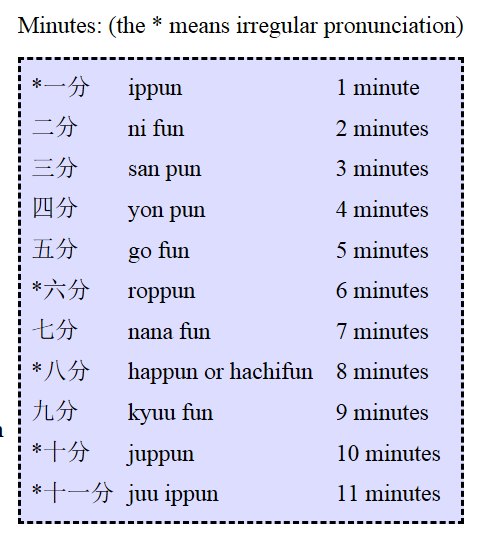 Minutes: (the * means irregular pronunciation)
*一分 ippun 1 minute
二分 ni fun 2 minutes
三分 san pun 3 minutes
四分 yon pun 4 minutes
五分 go fun 5 minutes
*六分 roppun 6 minutes
七分 nana fun 7 minutes
*八分 happun or hachifun 8 minutes
九分 kyuu fun 9 minutes
*十分 juppun 10 minutes
*十一分 juu ippun 11 minutes